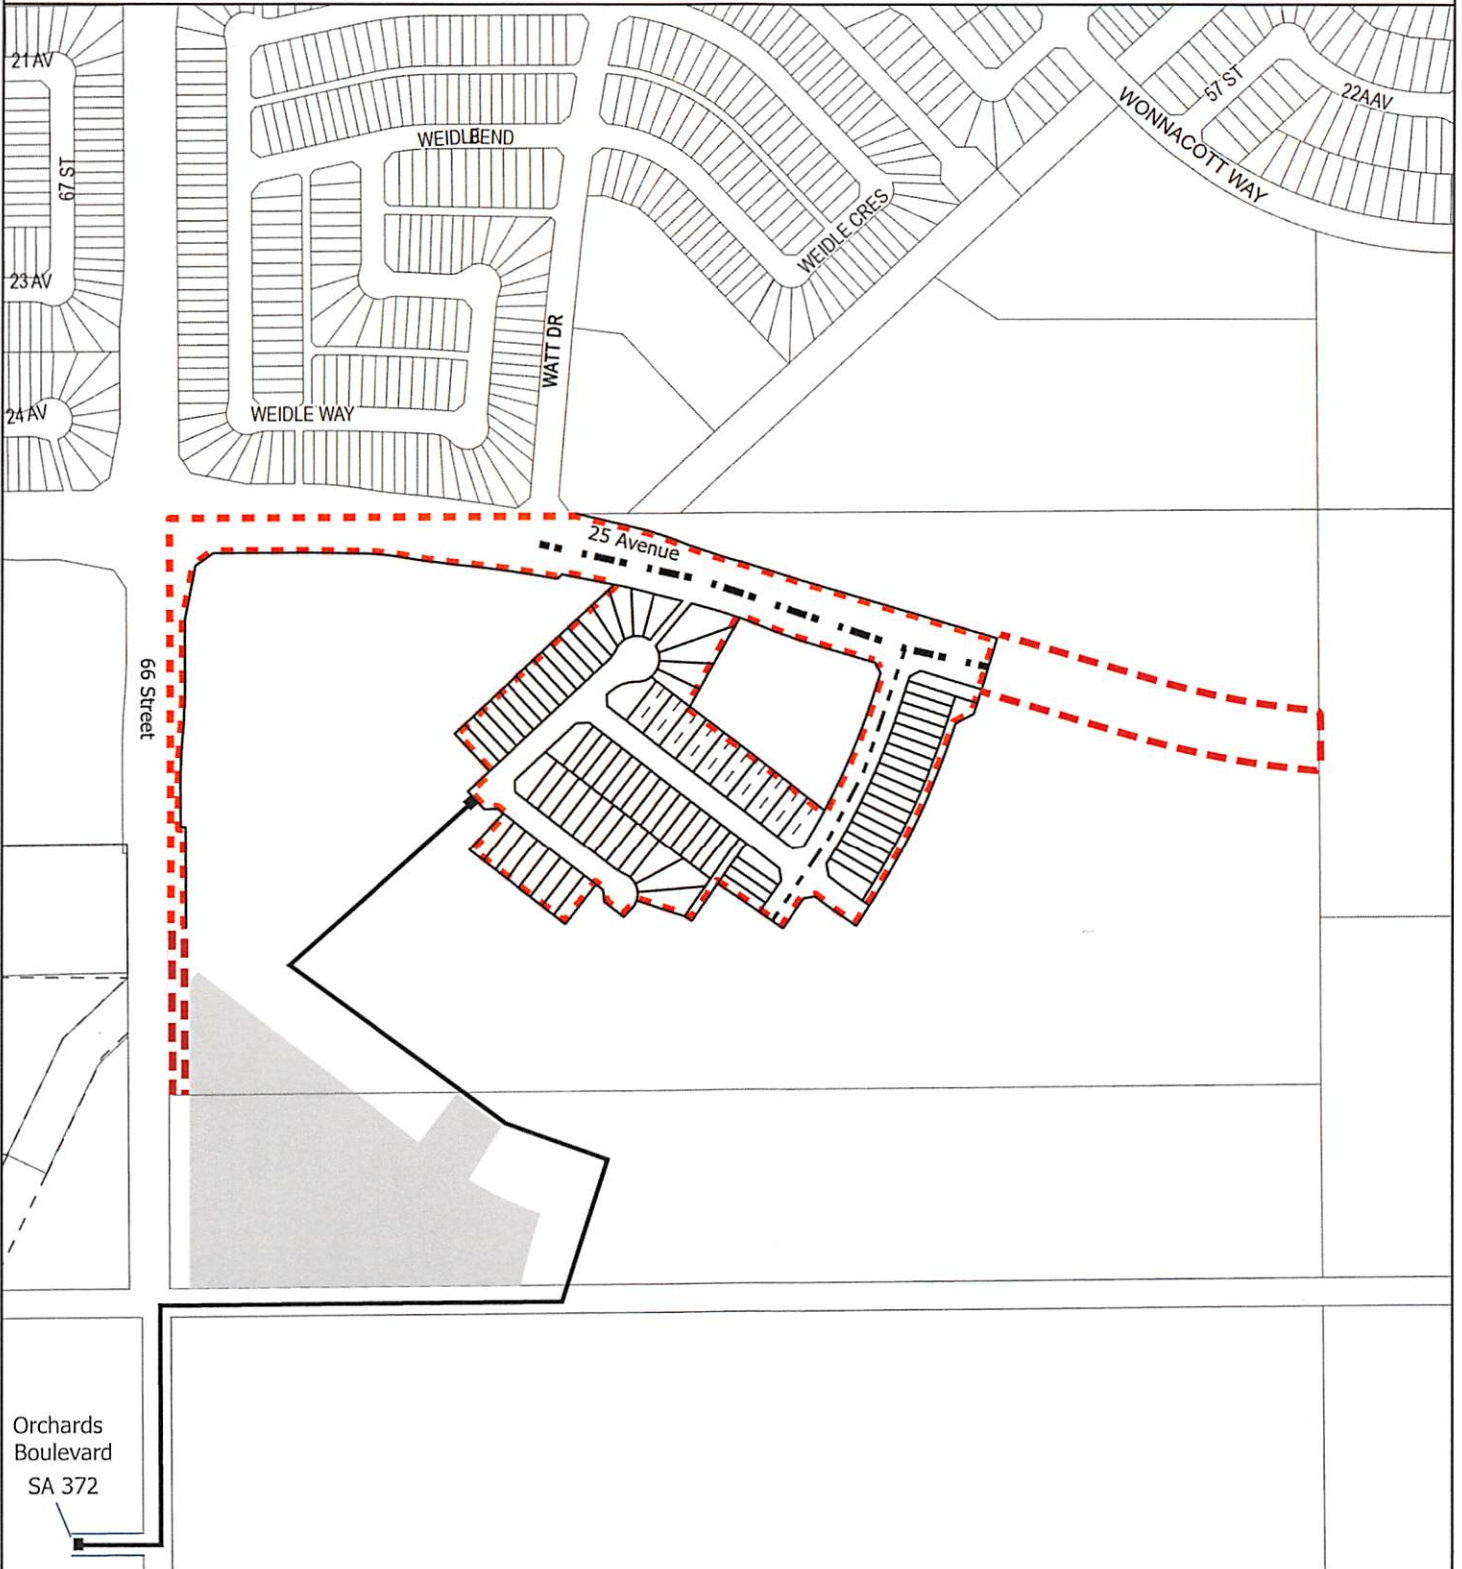 21 AV
67 ST
23 AV
24 AV
WEIDLE BEND
WEIDLE WAY
WATT DR
WEIDLE CRES
WONNACOTT WAY
57 ST
22A AV
25 Avenue
66 Street
Orchards
Boulevard
SA 372